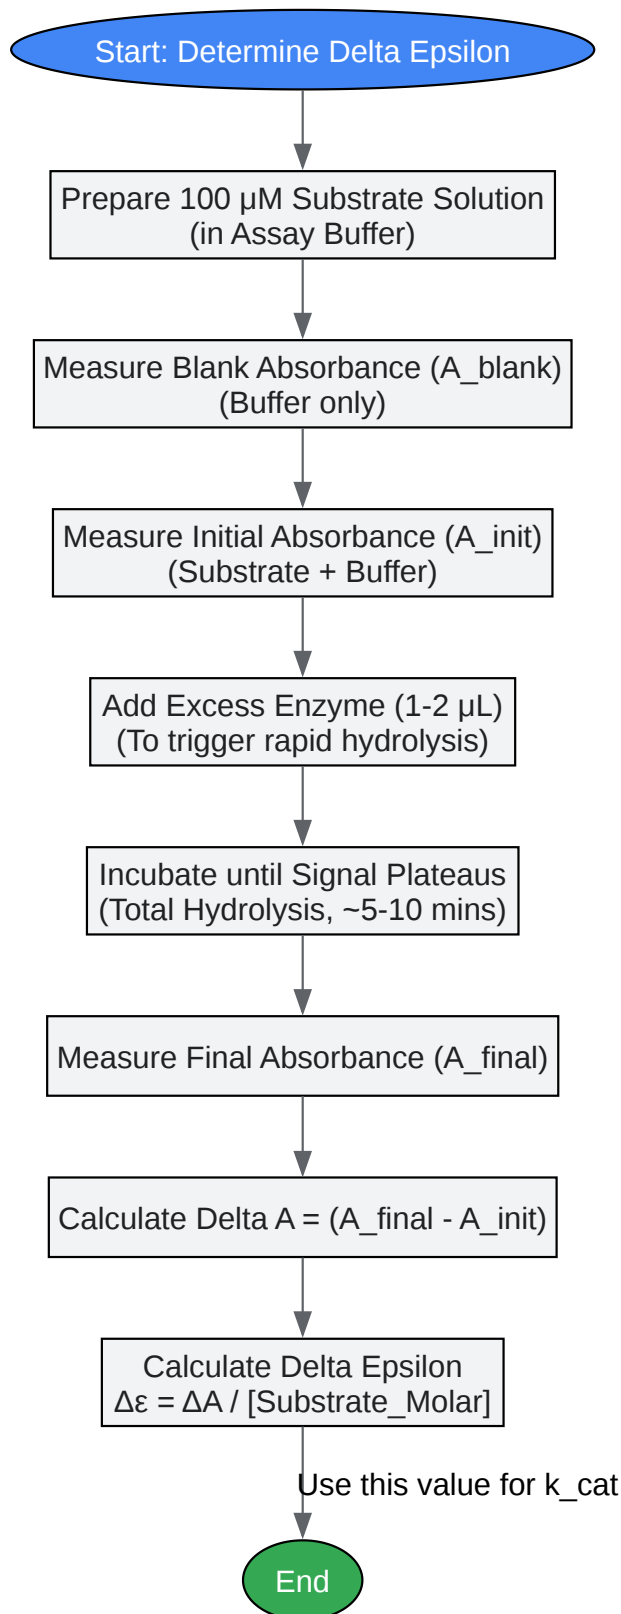 Start: Determine Delta Epsilon
Prepare 100 μM Substrate Solution
(in Assay Buffer)
Measure Blank Absorbance (A_blank)
(Buffer only)
Measure Initial Absorbance (A_init)
(Substrate + Buffer)
Add Excess Enzyme (1-2 μL)
(To trigger rapid hydrolysis)
Incubate until Signal Plateaus
(Total Hydrolysis, ~5-10 mins)
Measure Final Absorbance (A_final)
Calculate Delta A = (A_final - A_init)
Calculate Delta Epsilon
Δε = ΔA / [Substrate_Molar]
Use this value for k_cat
End